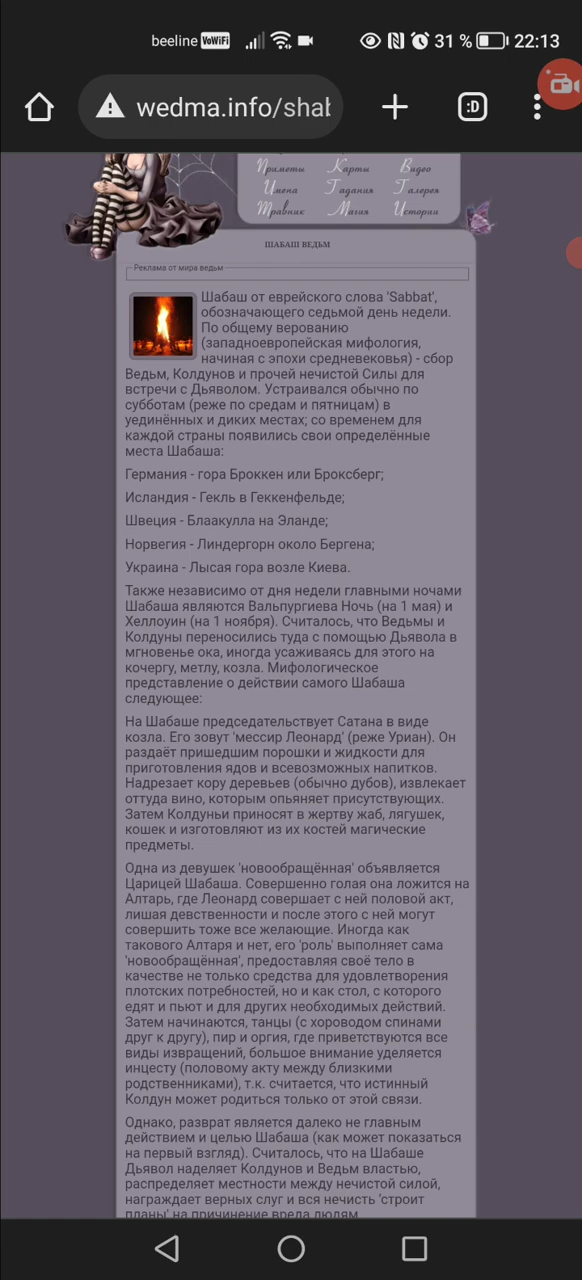 beeline VoWiFi 31 % 22:13
wedma.info/shab
:D
Приметы Карты Видео
Имена Гадания Галерея
Травник Магия Истории
ШАБАШ ВЕДЬМ
Реклама от мира ведьм
Шабаш от еврейского слова 'Sabbat',
обозначающего седьмой день недели.
По общему верованию
(западноевропейская мифология,
начиная с эпохи средневековья) - сбор
Ведьм, Колдунов и прочей нечистой Силы для
встречи с Дьяволом. Устраивался обычно по
субботам (реже по средам и пятницам) в
уединённых и диких местах; со временем для
каждой страны появились свои определённые
места Шабаша:
Германия - гора Броккен или Броксберг;
Исландия - Гекль в Геккенфельде;
Швеция - Блаакулла на Эланде;
Норвегия - Линдергорн около Бергена;
Украина - Лысая гора возле Киева.
Также независимо от дня недели главными ночами
Шабаша являются Вальпургиева Ночь (на 1 мая) и
Хеллоуин (на 1 ноября). Считалось, что Ведьмы и
Колдуны переносились туда с помощью Дьявола в
мгновенье ока, иногда усаживаясь для этого на
кочергу, метлу, козла. Мифологическое
представление о действии самого Шабаша
следующее:
На Шабаше председательствует Сатана в виде
козла. Его зовут 'мессир Леонард' (реже Уриан). Он
раздаёт пришедшим порошки и жидкости для
приготовления ядов и всевозможных напитков.
Надрезает кору деревьев (обычно дубов), извлекает
оттуда вино, которым опьяняет присутствующих.
Затем Колдуньи приносят в жертву жаб, лягушек,
кошек и изготовляют из их костей магические
предметы.
Одна из девушек 'новообращённая' объявляется
Царицей Шабаша. Совершенно голая она ложится на
Алтарь, где Леонард совершает с ней половой акт,
лишая девственности и после этого с ней могут
совершить тоже все желающие. Иногда как
такового Алтаря и нет, его 'роль' выполняет сама
'новообращённая', предоставляя своё тело в
качестве не только средства для удовлетворения
плотских потребностей, но и как стол, с которого
едят и пьют и для других необходимых действий.
Затем начинаются, танцы (с хороводом спинами
друг к другу), пир и оргия, где приветствуются все
виды извращений, большое внимание уделяется
инцесту (половому акту между близкими
родственниками), т.к. считается, что истинный
Колдун может родиться только от этой связи.
Однако, разврат является далеко не главным
действием и целью Шабаша (как может показаться
на первый взгляд). Считалось, что на Шабаше
Дьявол наделяет Колдунов и Ведьм властью,
распределяет местности между нечистой силой,
награждает верных слуг и вся нечисть 'строит
планы' на причинение вреда людям